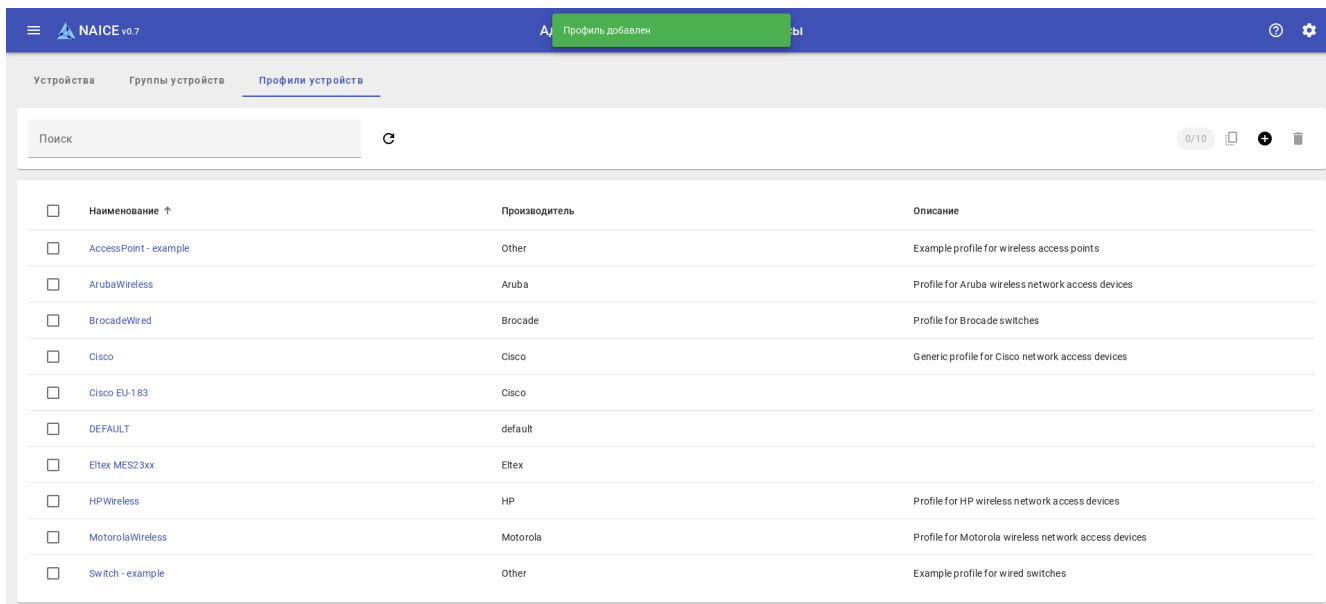 NAICE v0.7
Профиль добавлен
Устройства Группы устройств Профили устройств
Поиск
0/10
Наименование ↑ Производитель Описание
AccessPoint - example Other Example profile for wireless access points
ArubaWireless Aruba Profile for Aruba wireless network access devices
BrocadeWired Brocade Profile for Brocade switches
Cisco Cisco Generic profile for Cisco network access devices
Cisco EU-183 Cisco
DEFAULT default
Eltex MES23xx Eltex
HPWireless HP Profile for HP wireless network access devices
MotorolaWireless Motorola Profile for Motorola wireless network access devices
Switch - example Other Example profile for wired switches